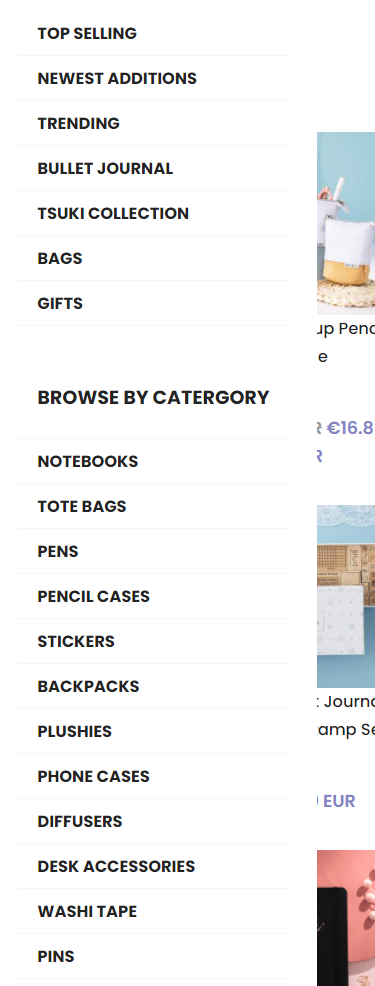 TOP SELLING
NEWEST ADDITIONS
TRENDING
BULLET JOURNAL
TSUKI COLLECTION
BAGS
GIFTS
BROWSE BY CATERGORY
NOTEBOOKS
TOTE BAGS
PENS
PENCIL CASES
STICKERS
BACKPACKS
PLUSHIES
PHONE CASES
DIFFUSERS
DESK ACCESSORIES
WASHI TAPE
PINS
up Penc
e
R €16.8
R
t Journa
tamp Se
EUR